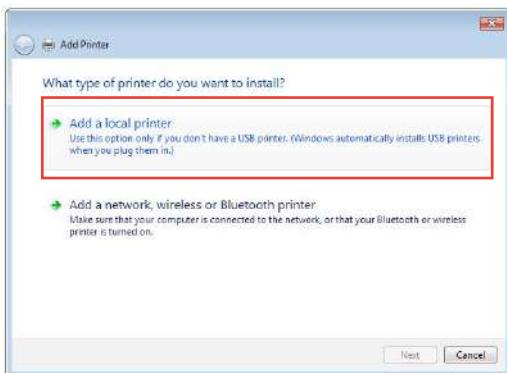 Add Printer
What type of printer do you want to install?
Add a local printer
Use this option only if you don't have a USB printer. (Windows automatically installs USB printers
when you plug them in.)
Add a network, wireless or Bluetooth printer
Make sure that your computer is connected to the network, or that your Bluetooth or wireless
printer is turned on.
Next Cancel